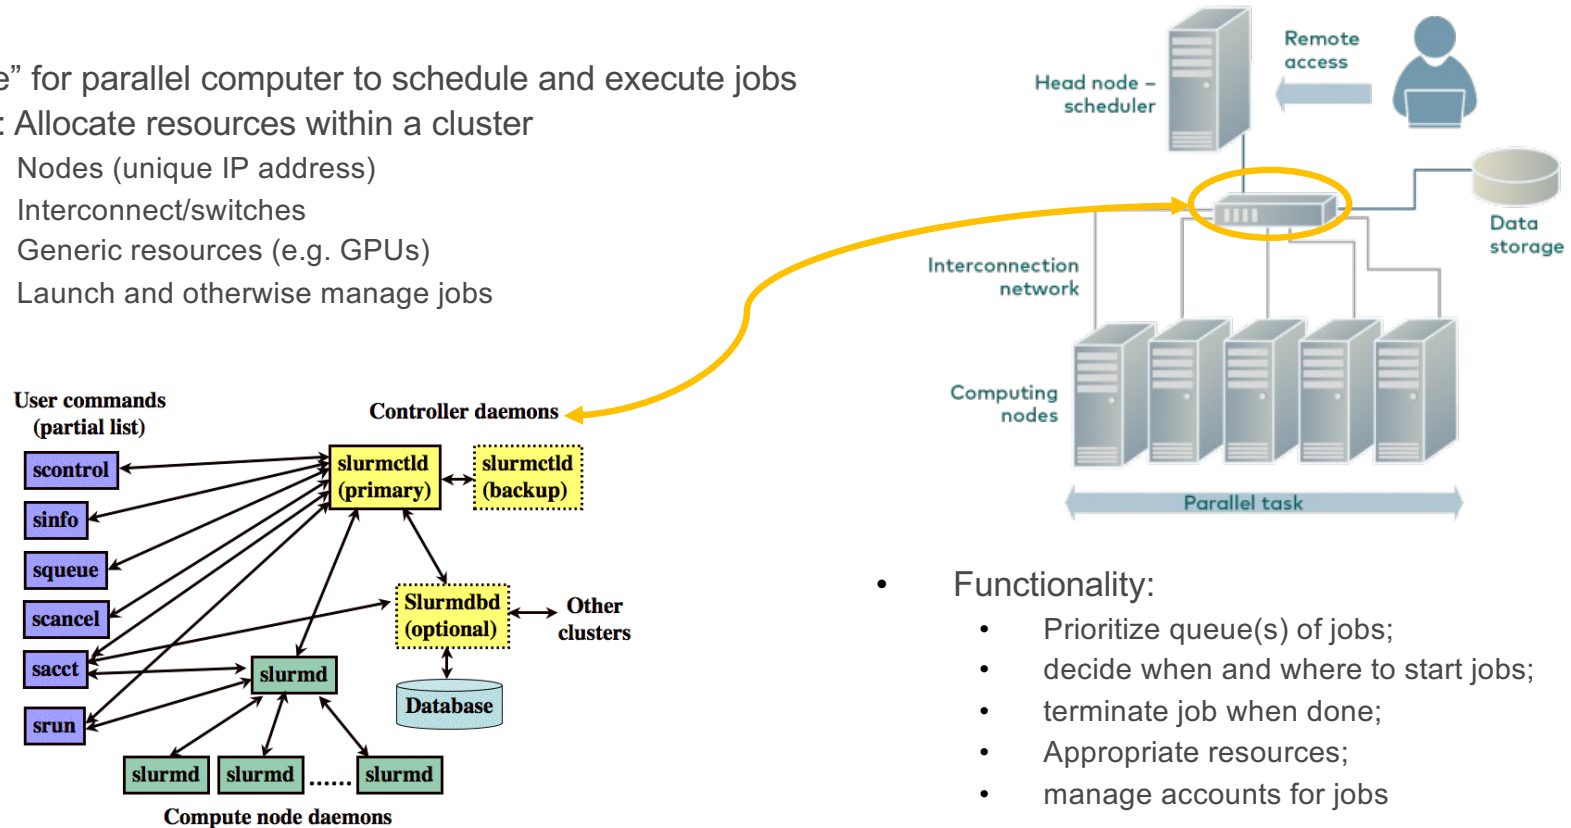 e” for parallel computer to schedule and execute jobs
: Allocate resources within a cluster
Nodes (unique IP address)
Interconnect/switches
Generic resources (e.g. GPUs)
Launch and otherwise manage jobs
Remote
access
Head node –
scheduler
Data
storage
Interconnection
network
Computing
nodes
Parallel task
User commands
(partial list)
Controller daemons
scontrol
sinfo
squeue
scancel
sacct
srun
slurmctld
(primary)
slurmctld
(backup)
Slurmdbd
(optional)
Other
clusters
slurmd
Database
slurmd
slurmd
......
slurmd
Compute node daemons
• Functionality:
• Prioritize queue(s) of jobs;
• decide when and where to start jobs;
• terminate job when done;
• Appropriate resources;
• manage accounts for jobs